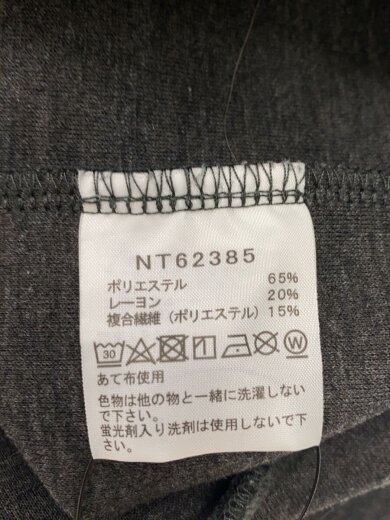 NT62385
ポリエステル 65%
レーヨン 20%
複合繊維(ポリエステル) 15%
30
W
あて布使用
色物は他の物と一緒に洗濯しない
で下さい。
蛍光剤入り洗剤は使用しないで下
さい。